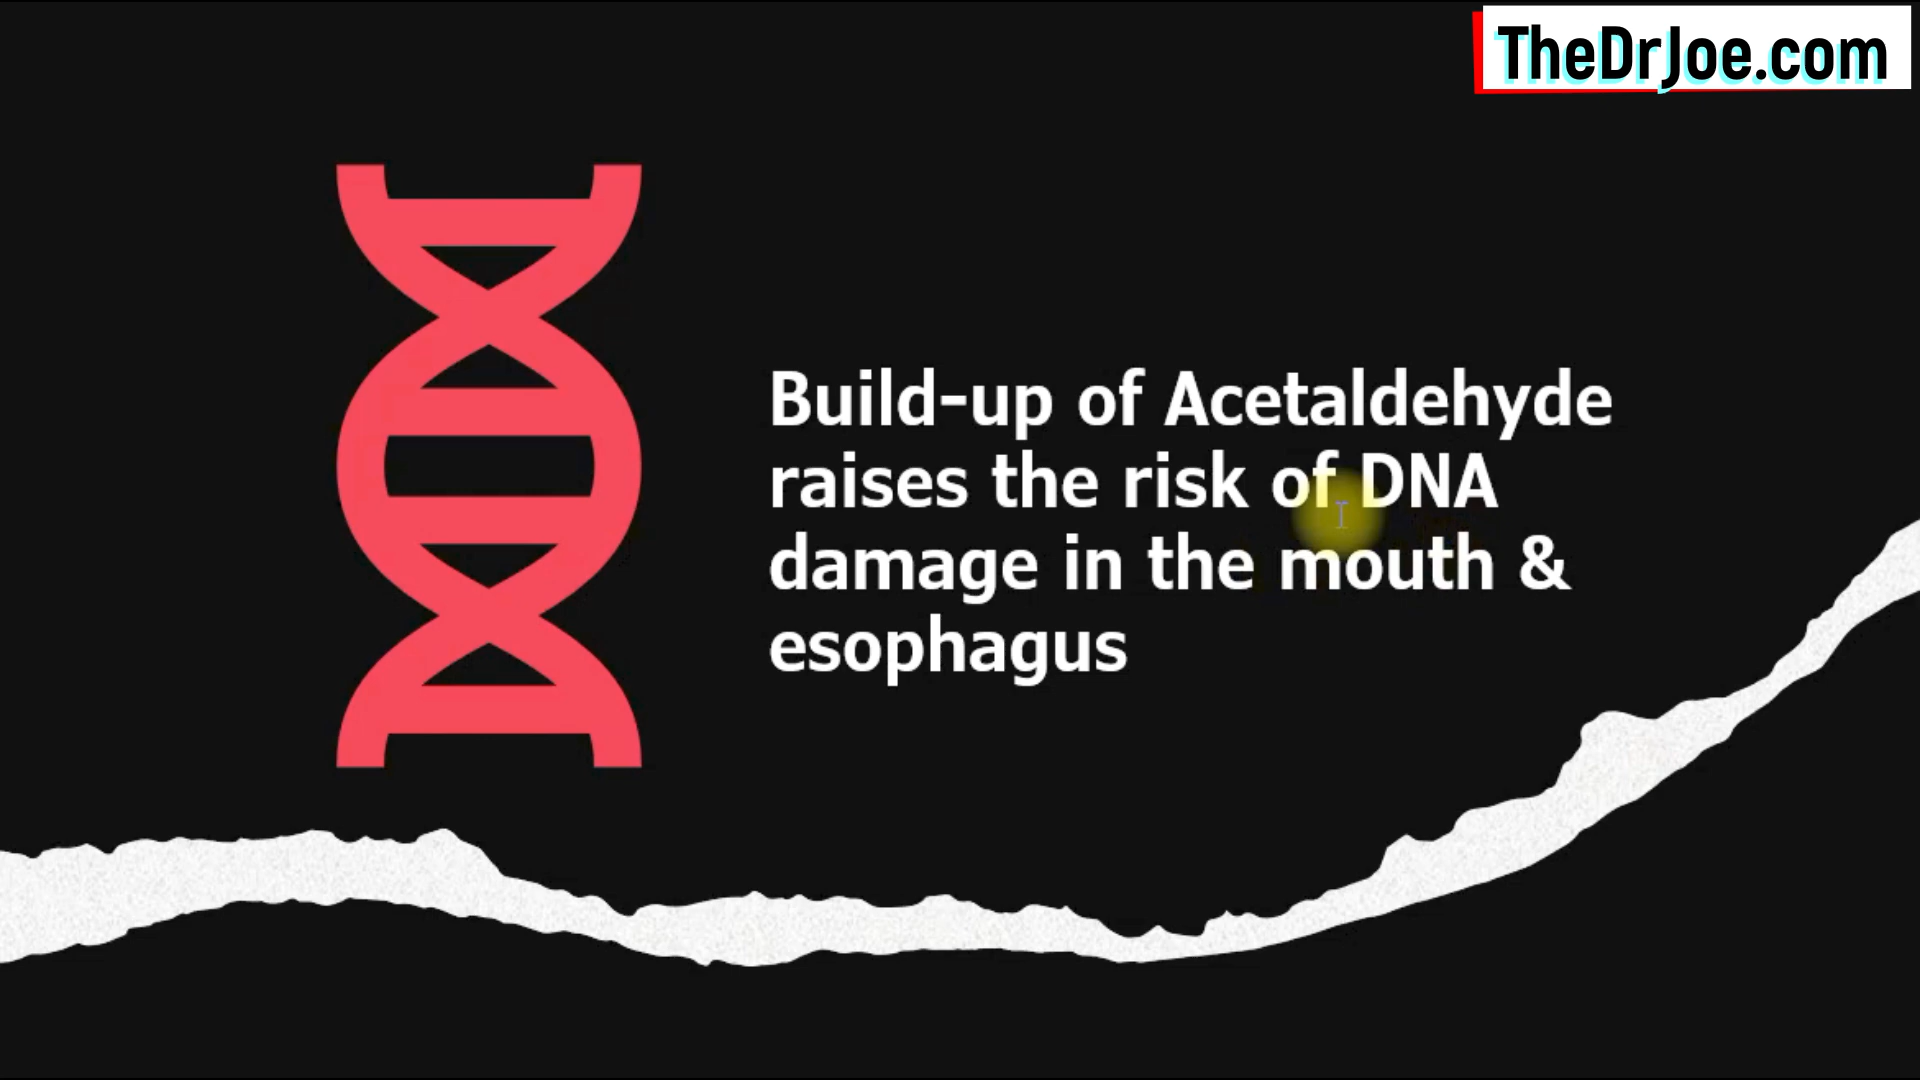 TheDrJoe.com
Build-up of Acetaldehyde
raises the risk of DNA
damage in the mouth &
esophagus